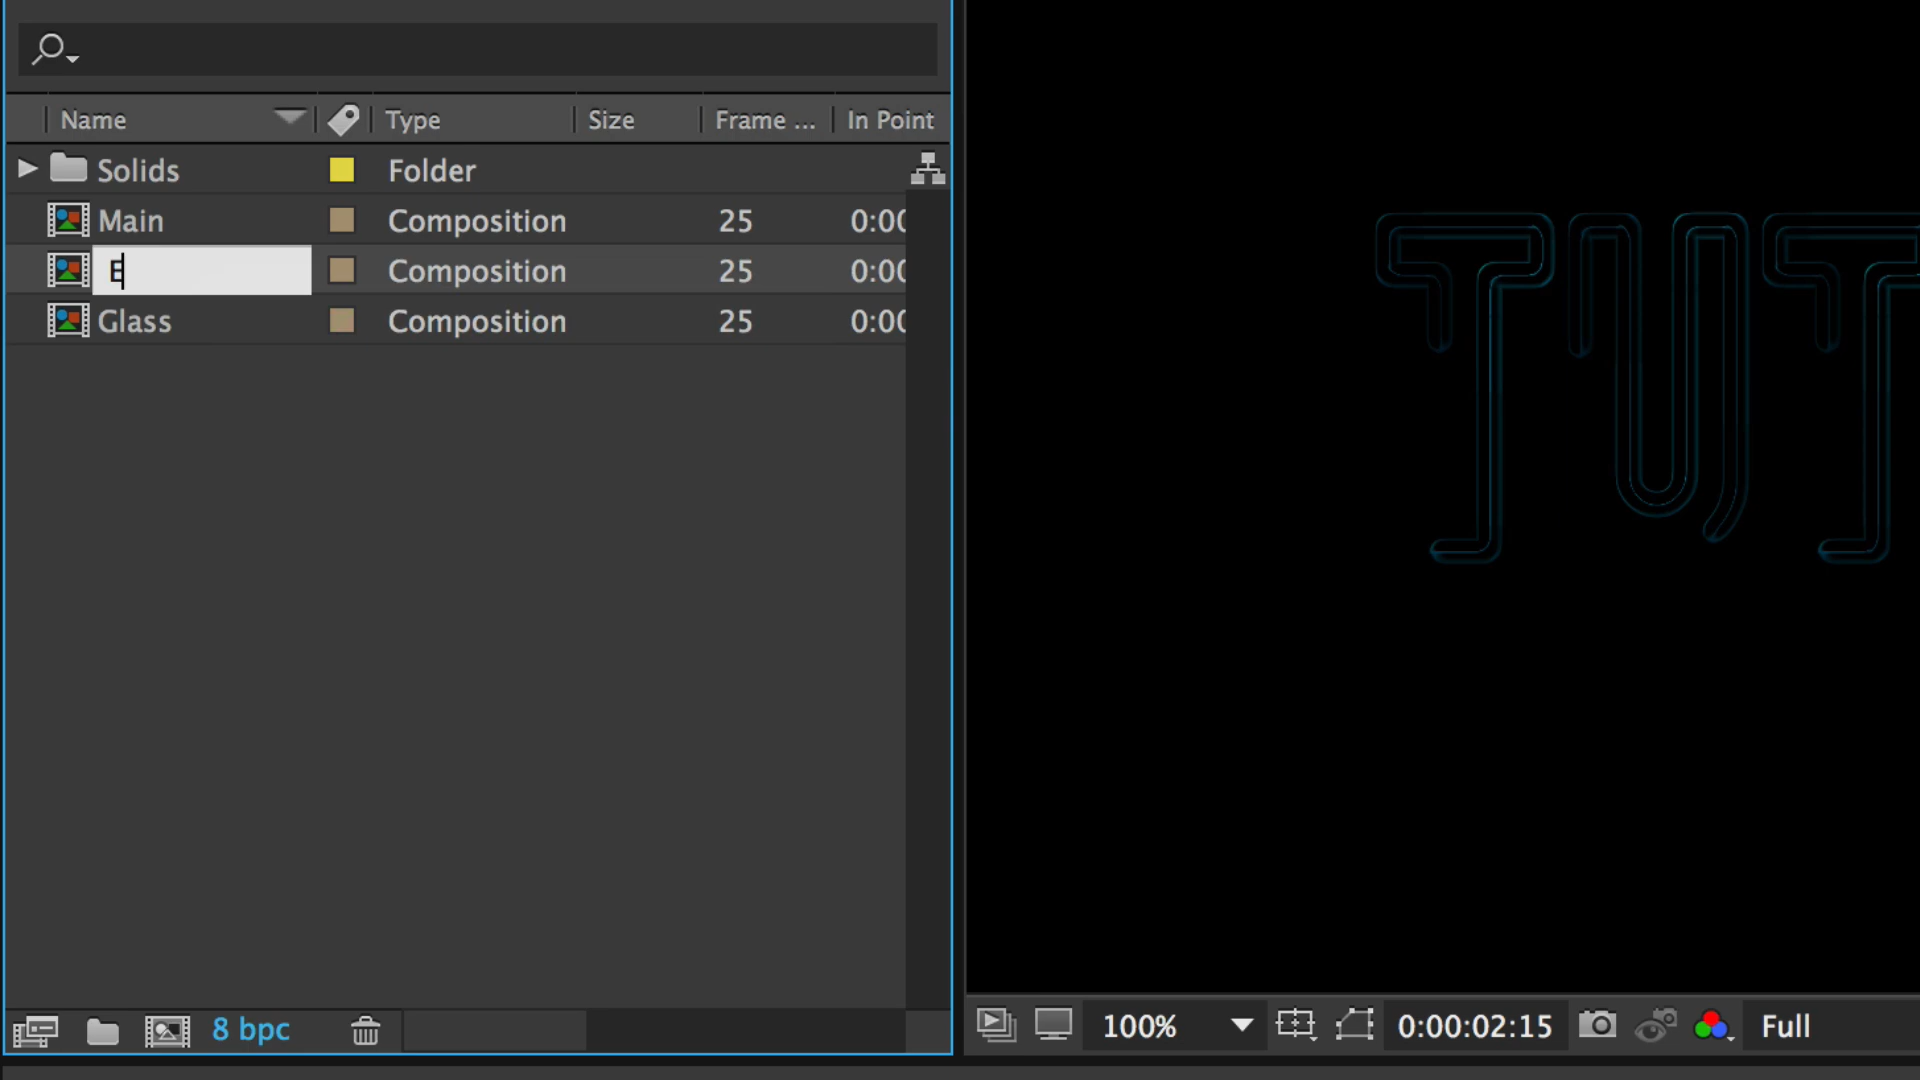 Name Type Size Frame ... In Point
Solids Folder
Main Composition 25 0:00
E Composition 25 0:00
Glass Composition 25 0:00
TUT
8 bpc
100% 0:00:02:15 Full